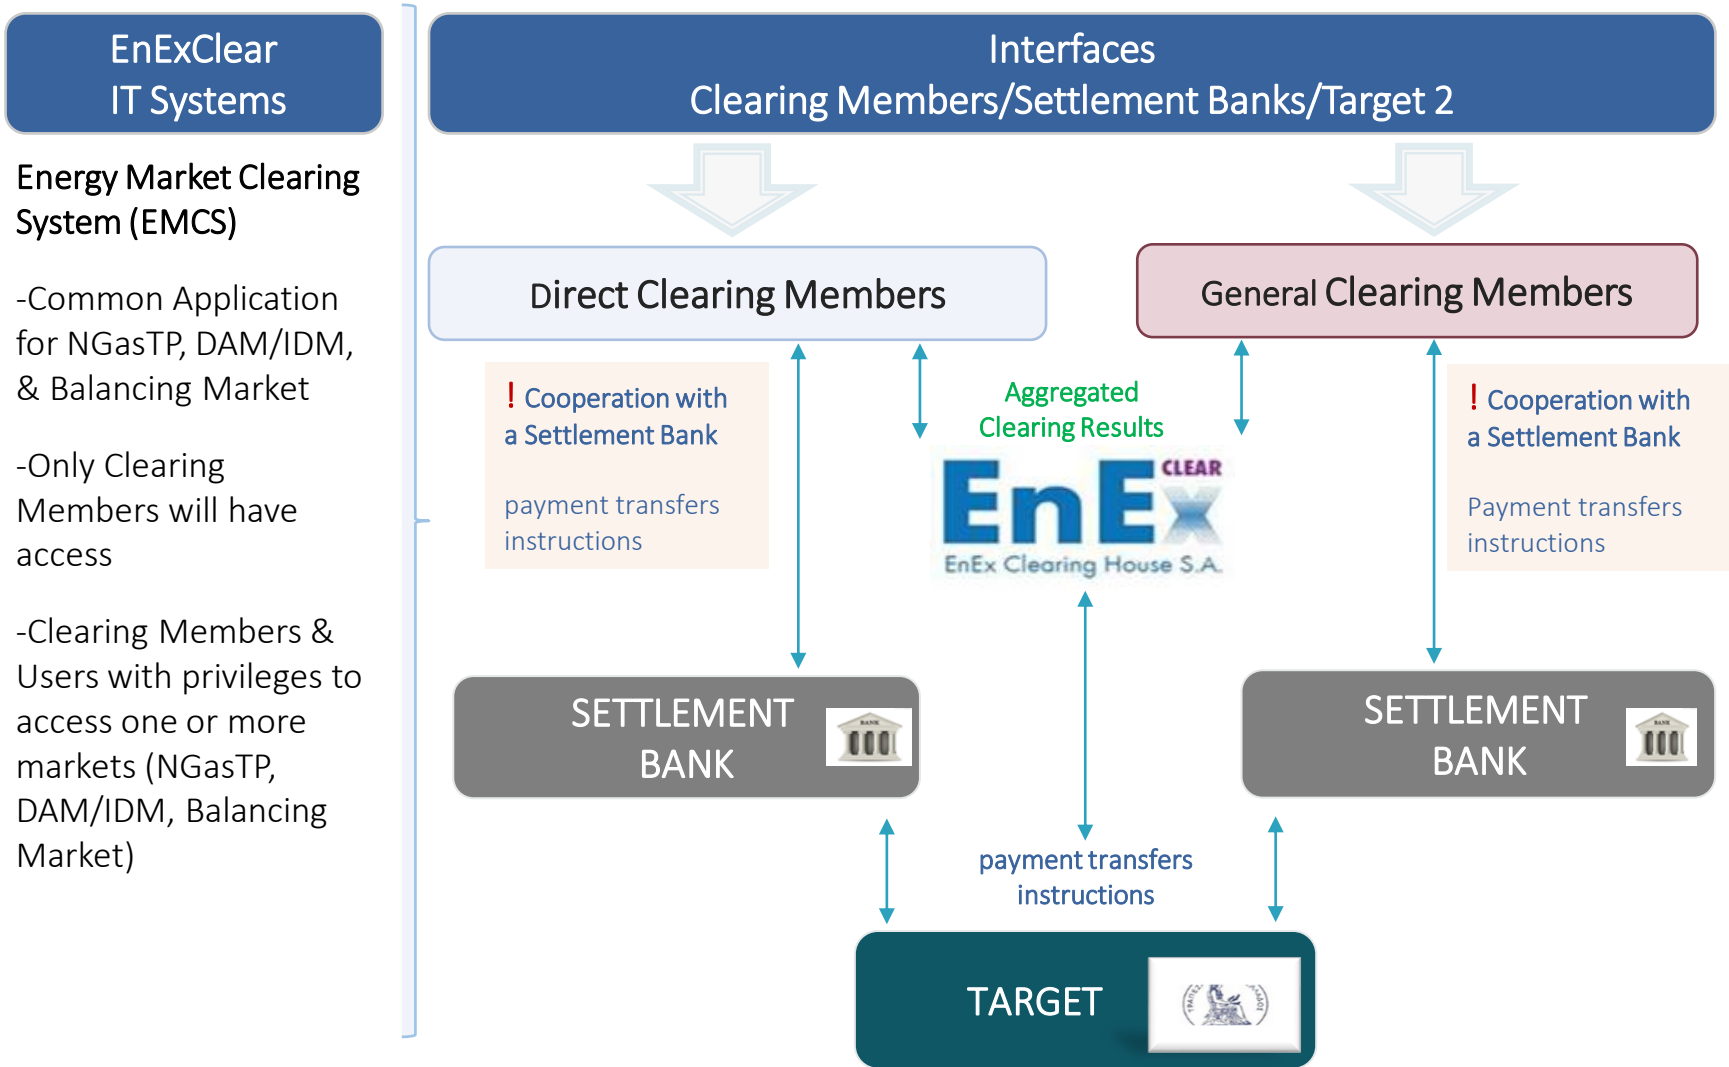 EnExClear
IT Systems
Energy Market Clearing
System (EMCS)
-Common Application
for NGasTP, DAM/IDM,
& Balancing Market
-Only Clearing
Members will have
access
-Clearing Members &
Users with privileges to
access one or more
markets (NGasTP,
DAM/IDM, Balancing
Market)
Interfaces
Clearing Members/Settlement Banks/Target 2
Direct Clearing Members
General Clearing Members
! Cooperation with
a Settlement Bank
payment transfers
instructions
Aggregated
Clearing Results
EnEx CLEAR
EnEx Clearing House S.A.
! Cooperation with
a Settlement Bank
Payment transfers
instructions
SETTLEMENT
BANK
BANK
SETTLEMENT
BANK
BANK
payment transfers
instructions
TARGET